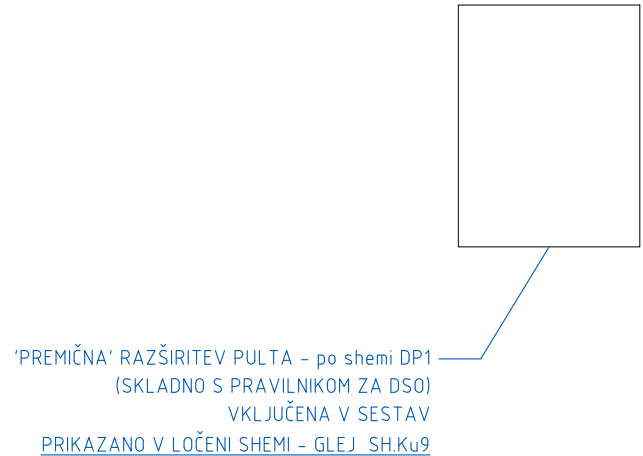 'PREMIČNA' RAZŠIRITEV PULTA - po shemi DP1
(SKLADNO S PRAVILNIKOM ZA DSO)
VKLJUČENA V SESTAV
PRIKAZANO V LOČENI SHEMI - GLEJ SH.Ku9